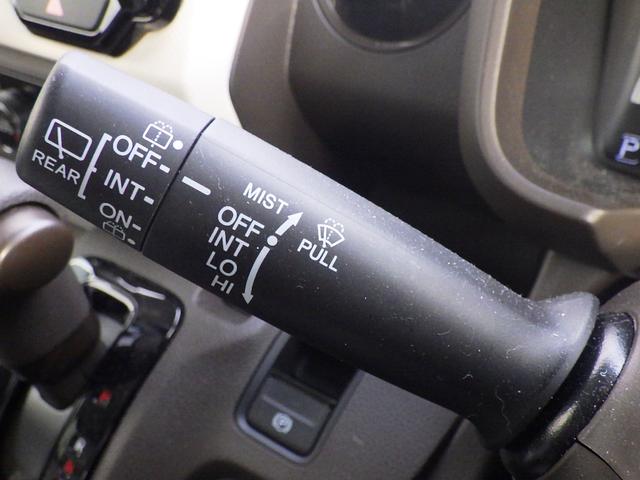 REAR
OFF
INT
ON
MIST
OFF
INT
LO
HI
PULL
P